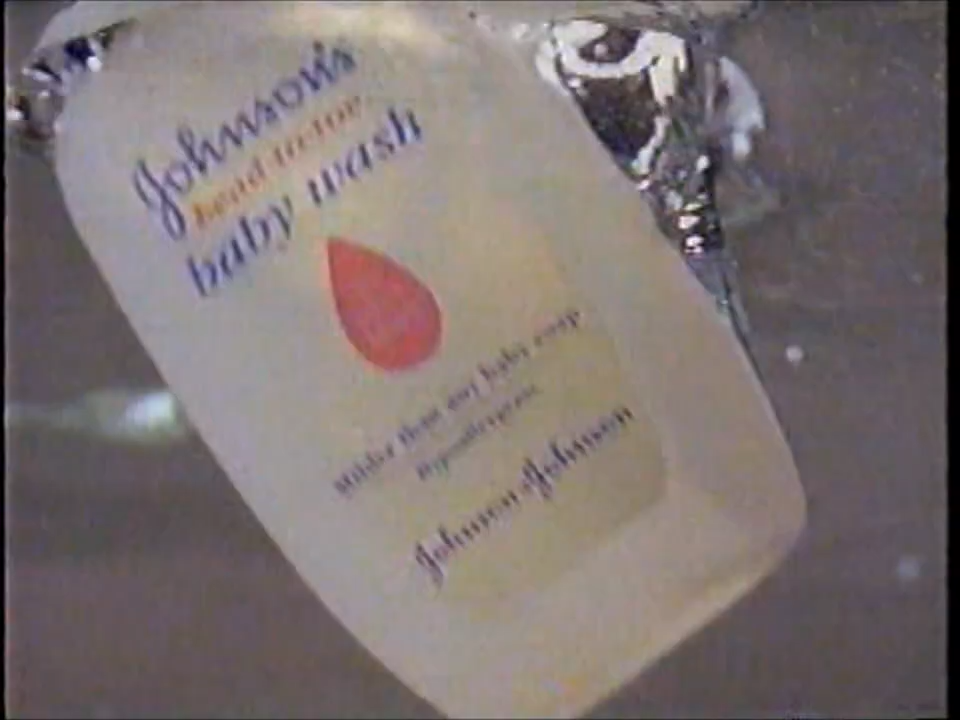 Johnson's
head-to-toe
baby wash
Milder than any baby soap
Hypoallergenic
Johnson & Johnson